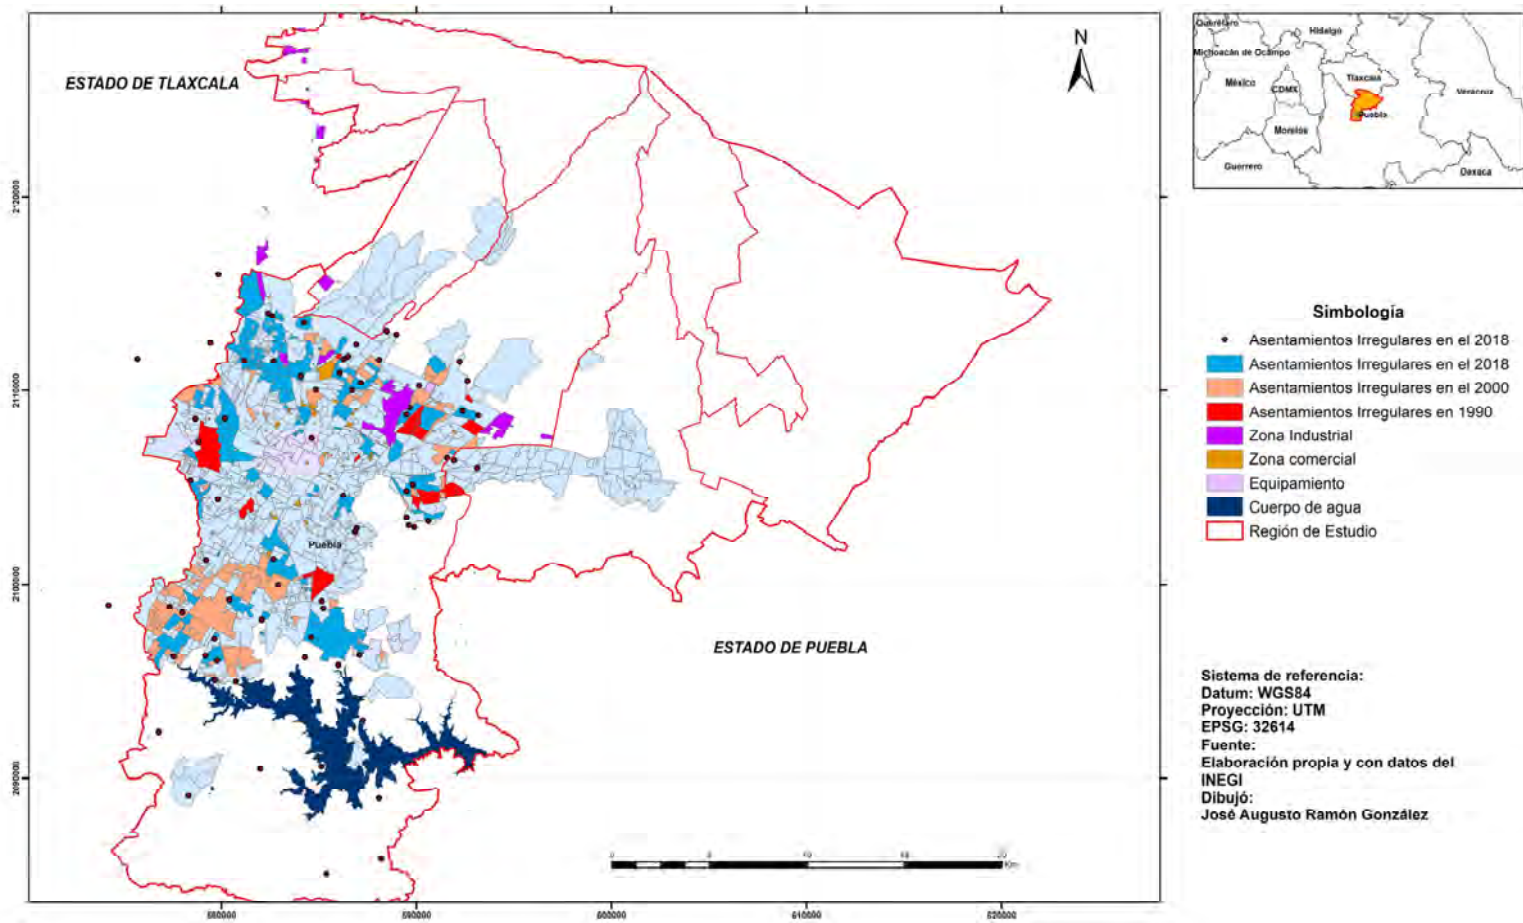 ESTADO DE TLAXCALA
N
Querétaro
Hidalgo
Michoacán de Ocampo
México
Tlaxcala
CDMX
Veracruz
Puebla
Morelos
Guerrero
Oaxaca
Simbología
Asentamientos Irregulares en el 2018
Asentamientos Irregulares en el 2018
Asentamientos Irregulares en el 2000
Asentamientos Irregulares en 1990
Zona Industrial
Zona comercial
Equipamiento
Cuerpo de agua
Región de Estudio
Puebla
ESTADO DE PUEBLA
Sistema de referencia:
Datum: WGS84
Proyección: UTM
EPSG: 32614
Fuente:
Elaboración propia y con datos del
INEGI
Dibujó:
José Augusto Ramón González
2120000
2110000
2100000
2090000
Km
580000
590000
600000
610000
620000